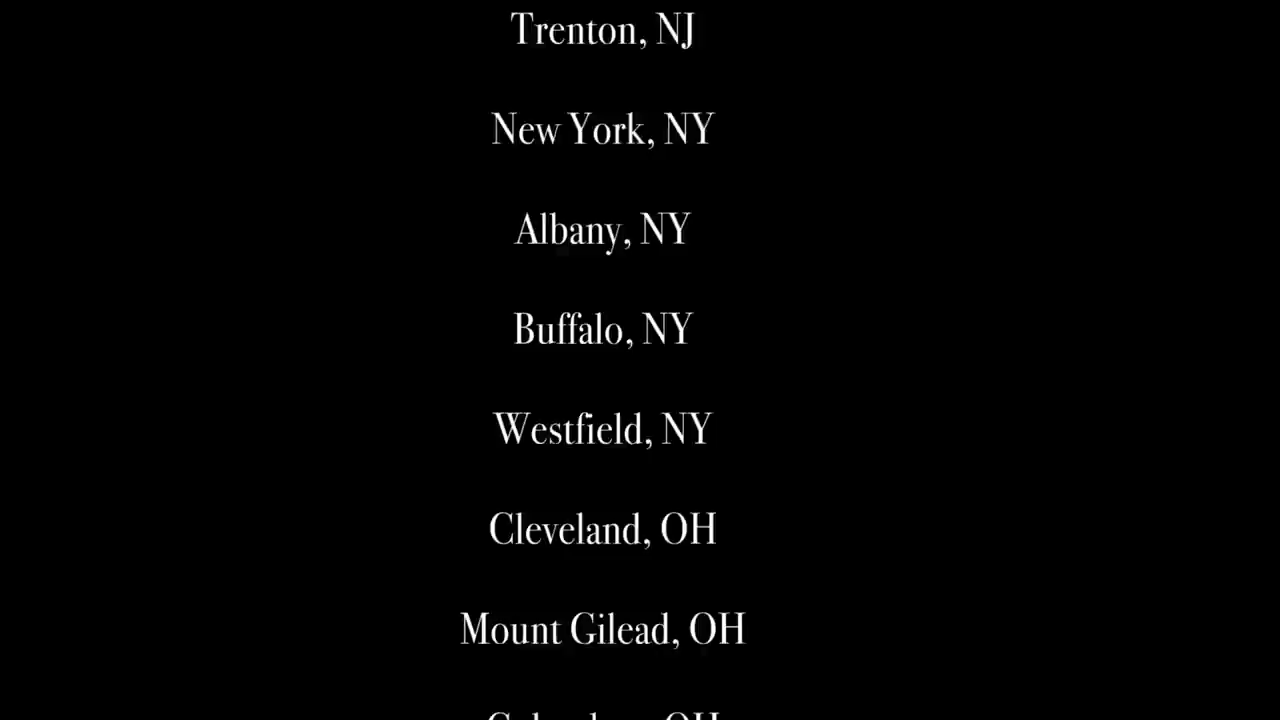 Trenton, NJ
New York, NY
Albany, NY
Buffalo, NY
Westfield, NY
Cleveland, OH
Mount Gilead, OH